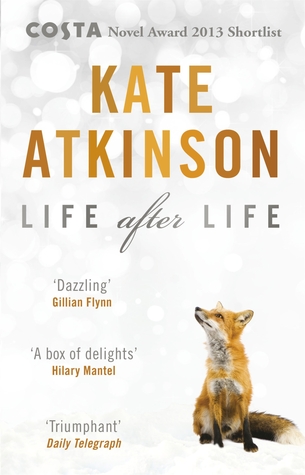 COSTA Novel Award 2013 Shortlist
KATE
ATKINSON
LIFE after LIFE
‘Dazzling’
Gillian Flynn
‘A box of delights’
Hilary Mantel
‘Triumphant’
Daily Telegraph